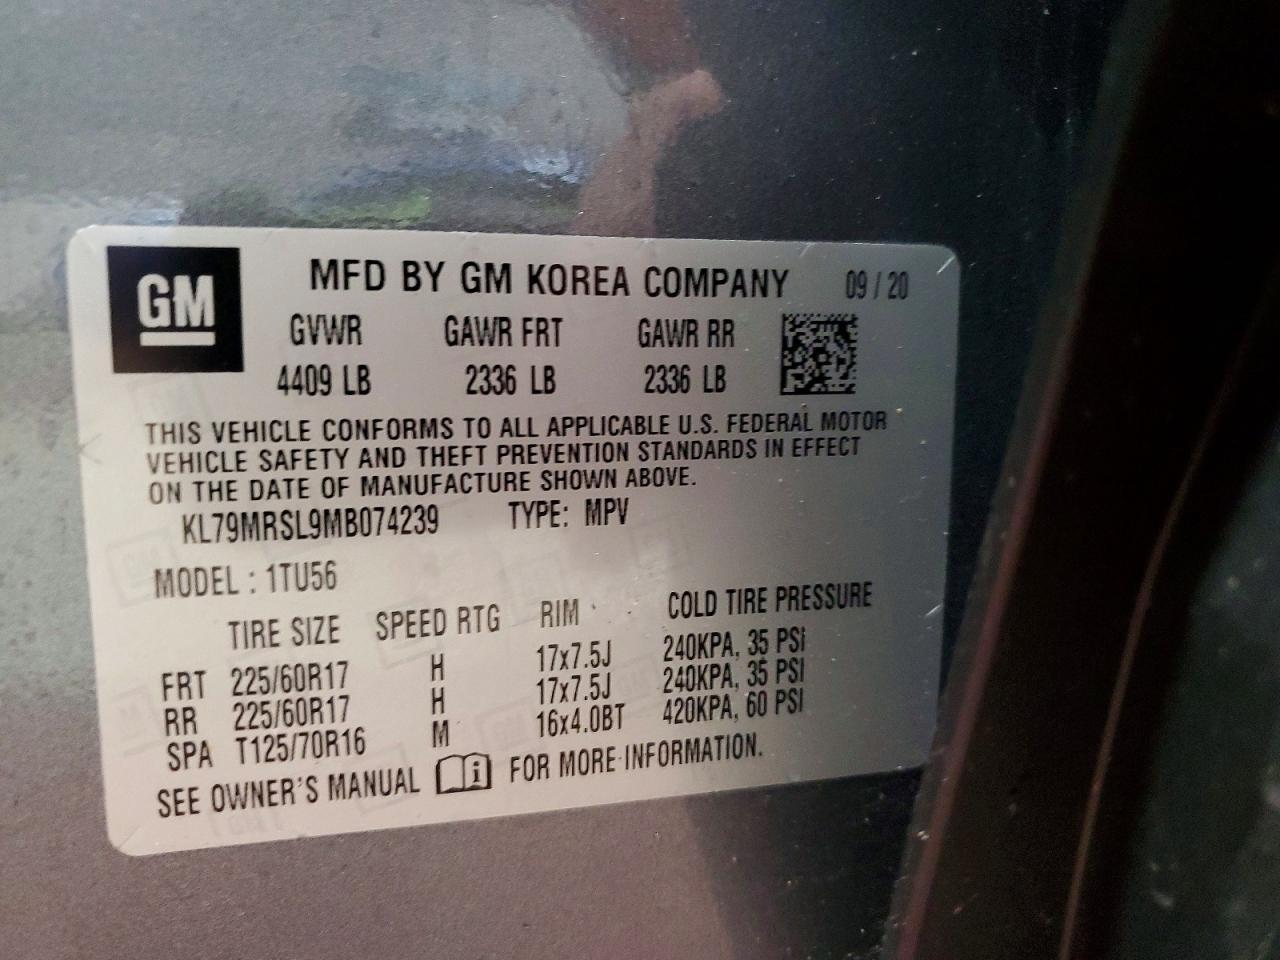 GM
MFD BY GM KOREA COMPANY 09 / 20
GVWR GAWR FRT GAWR RR
4409 LB 2336 LB 2336 LB
THIS VEHICLE CONFORMS TO ALL APPLICABLE U.S. FEDERAL MOTOR
VEHICLE SAFETY AND THEFT PREVENTION STANDARDS IN EFFECT
ON THE DATE OF MANUFACTURE SHOWN ABOVE.
KL79MRSL9MB074239 TYPE: MPV
MODEL : 1TU56
TIRE SIZE SPEED RTG RIM COLD TIRE PRESSURE
FRT 225/60R17 H 17x7.5J 240KPA, 35 PSI
RR 225/60R17 H 17x7.5J 240KPA, 35 PSI
SPA T125/70R16 M 16x4.0BT 420KPA, 60 PSI
SEE OWNER'S MANUAL i FOR MORE INFORMATION.